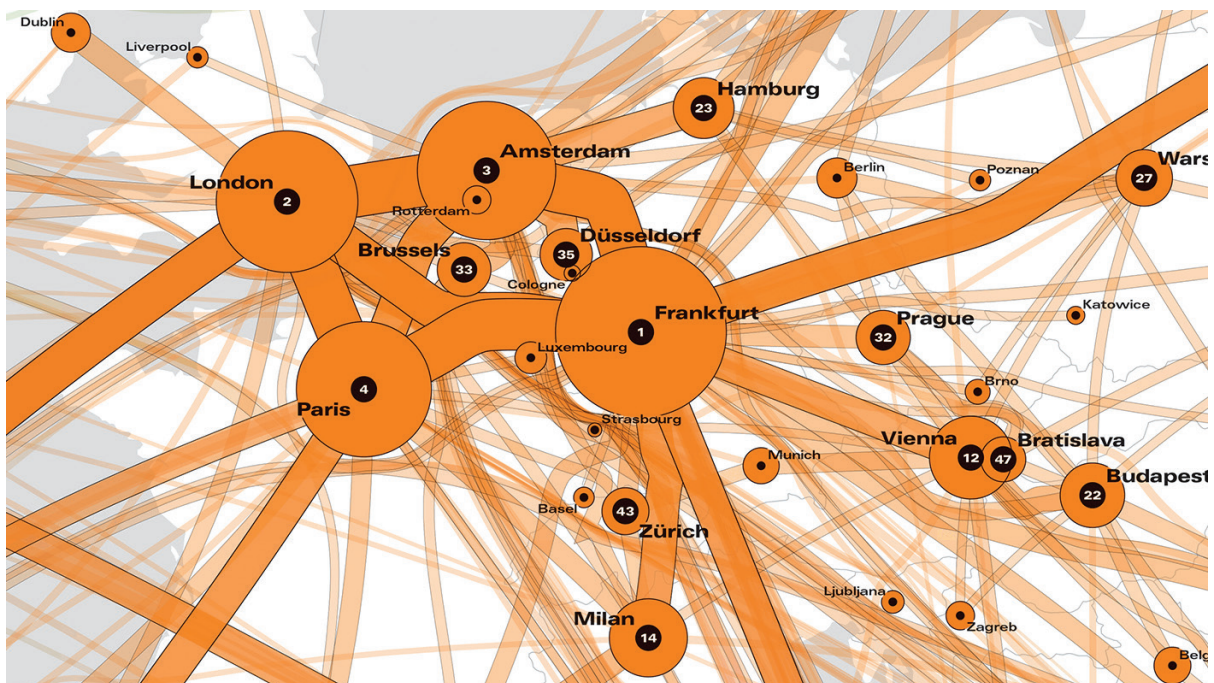 Dublin
Liverpool
Hamburg
23
Amsterdam
3
London
2
Rotterdam
Berlin
Poznan
Wars
27
Brussels
33
Düsseldorf
35
Cologne
Frankfurt
1
Katowice
Prague
32
Luxembourg
Paris
4
Brno
Strasbourg
Vienna
12
Bratislava
47
Munich
Budapest
22
Basel
43
Zürich
Ljubljana
Zagreb
Milan
14
Belg